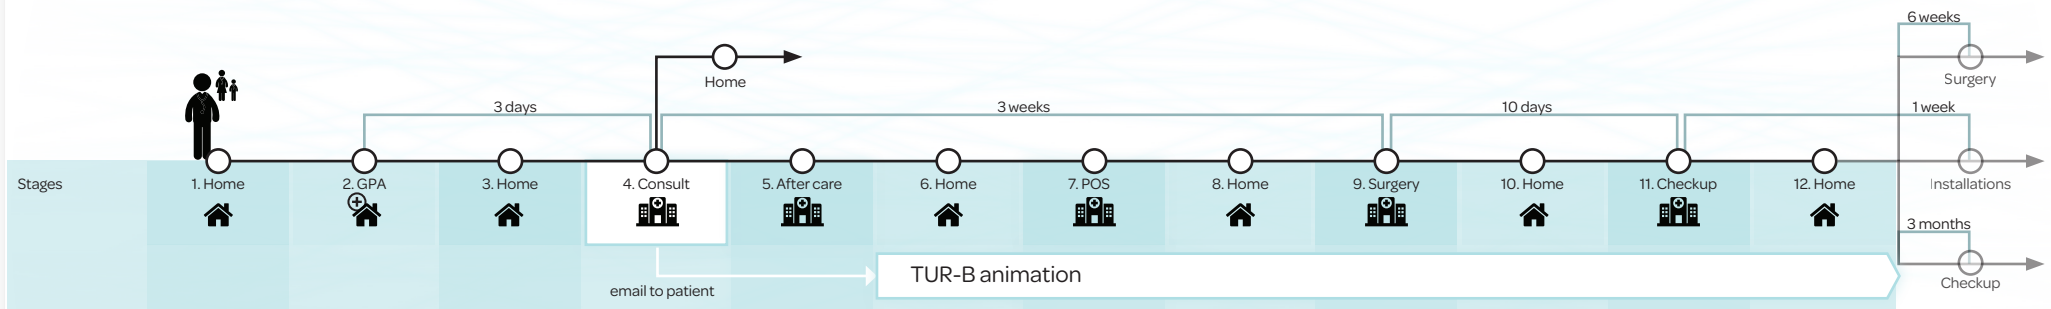 6 weeks
Home
Surgery
3 days
3 weeks
10 days
1 week
Stages
1. Home
2. GPA
3. Home
4. Consult
5. After care
6. Home
7. POS
8. Home
9. Surgery
10. Home
11. Checkup
12. Home
Installations
3 months
TUR-B animation
email to patient
Checkup